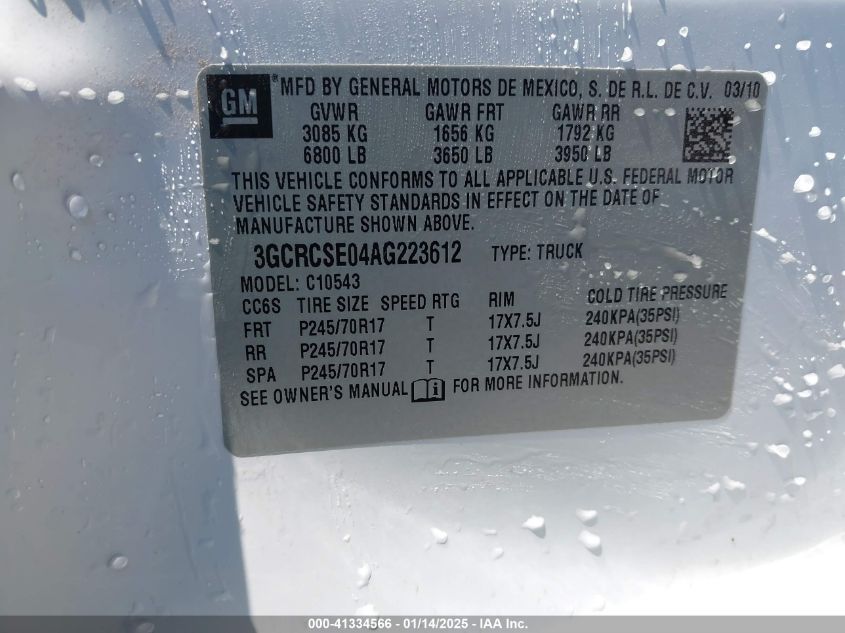 GM ® MFD BY GENERAL MOTORS DE MEXICO, S. DE R.L. DE C.V. 03/10
GVWR GAWR FRT GAWR RR
3085 KG 1656 KG 1792 KG
6800 LB 3650 LB 3950 LB
THIS VEHICLE CONFORMS TO ALL APPLICABLE U.S. FEDERAL MOTOR
VEHICLE SAFETY STANDARDS IN EFFECT ON THE DATE OF
MANUFACTURE SHOWN ABOVE.
3GCRCSE04AG223612 TYPE: TRUCK
MODEL: C10543
CC6S TIRE SIZE SPEED RTG RIM COLD TIRE PRESSURE
FRT P245/70R17 T 17X7.5J 240KPA(35PSI)
RR P245/70R17 T 17X7.5J 240KPA(35PSI)
SPA P245/70R17 T 17X7.5J 240KPA(35PSI)
SEE OWNER'S MANUAL i FOR MORE INFORMATION.
000-41334566 - 01/14/2025 - IAA Inc.